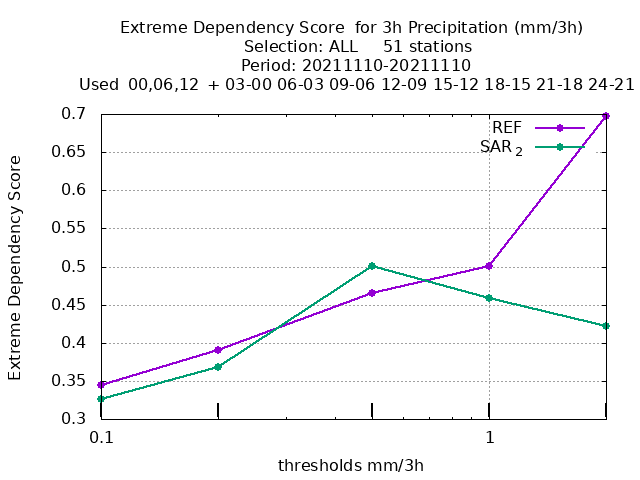 Extreme Dependency Score  for 3h Precipitation (mm/3h)
Selection: ALL     51 stations
Period: 20211110-20211110
Used  00,06,12  + 03-00 06-03 09-06 12-09 15-12 18-15 21-18 24-21
REF
SAR 2
0.7
0.65
0.6
0.55
0.5
0.45
0.4
0.35
0.3
Extreme Dependency Score
0.1
1
thresholds mm/3h